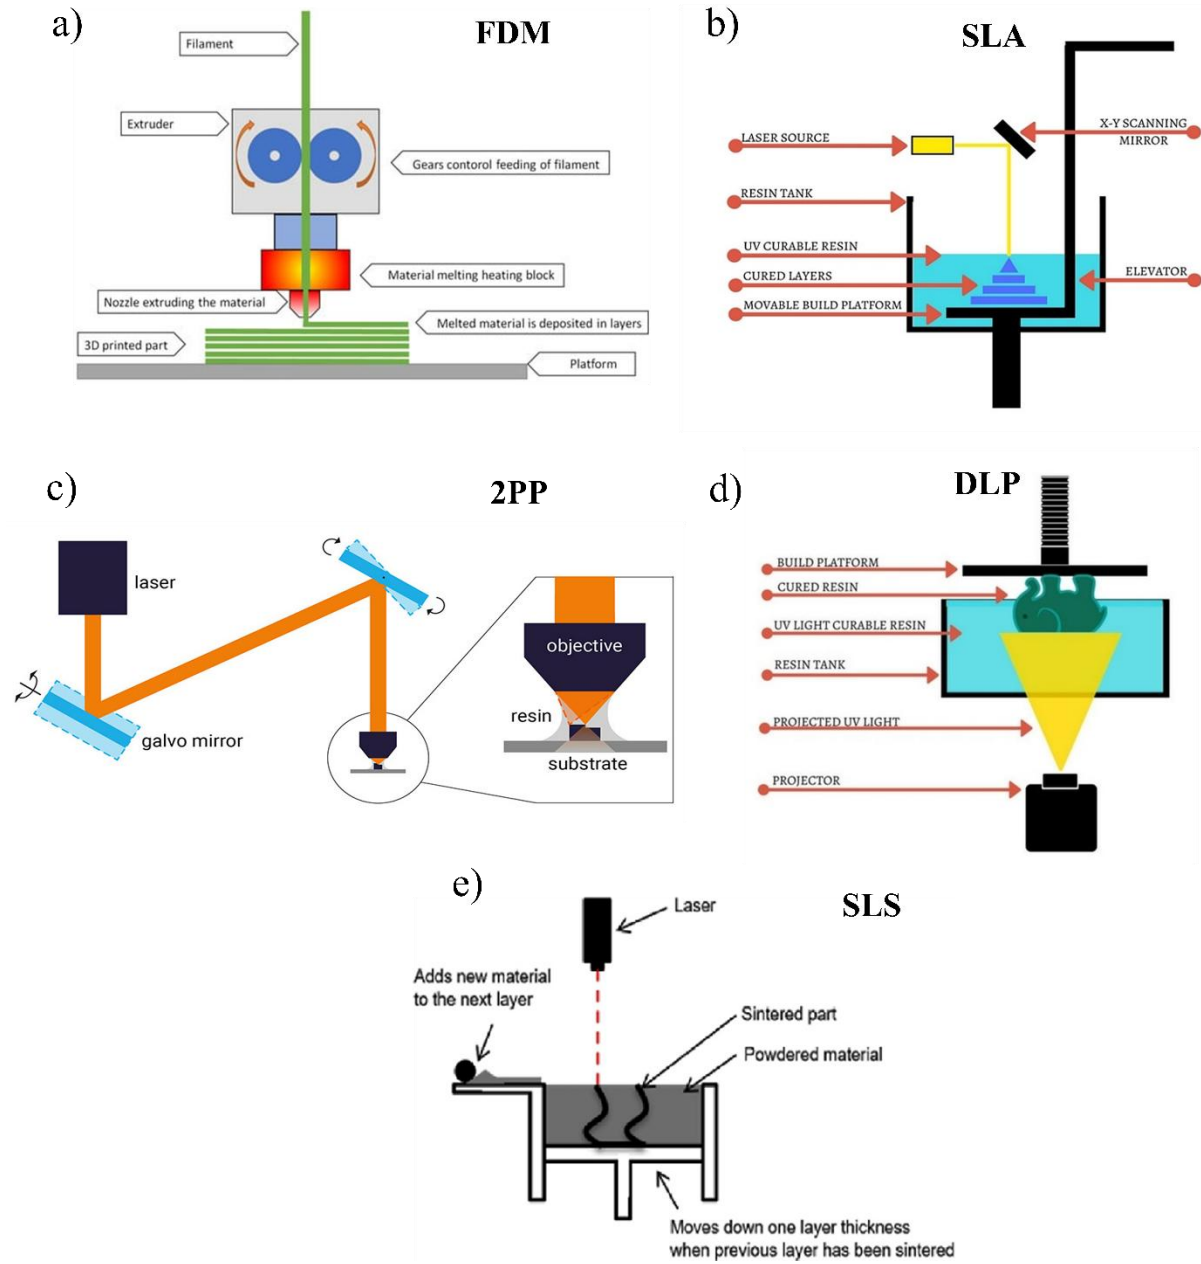 a)
FDM
Filament
Extruder
Gears contorol feeding of filament
Material melting heating block
Nozzle extruding the material
Melted material is deposited in layers
3D printed part
Platform
b)
SLA
LASER SOURCE
X-Y SCANNING
MIRROR
RESIN TANK
UV CURABLE RESIN
CURED LAYERS
ELEVATOR
MOVABLE BUILD PLATFORM
c)
2PP
laser
galvo mirror
objective
resin
substrate
d)
DLP
BUILD PLATFORM
CURED RESIN
UV LIGHT CURABLE RESIN
RESIN TANK
PROJECTED UV LIGHT
PROJECTOR
e)
SLS
Laser
Adds new material
to the next layer
Sintered part
Powdered material
Moves down one layer thickness
when previous layer has been sintered